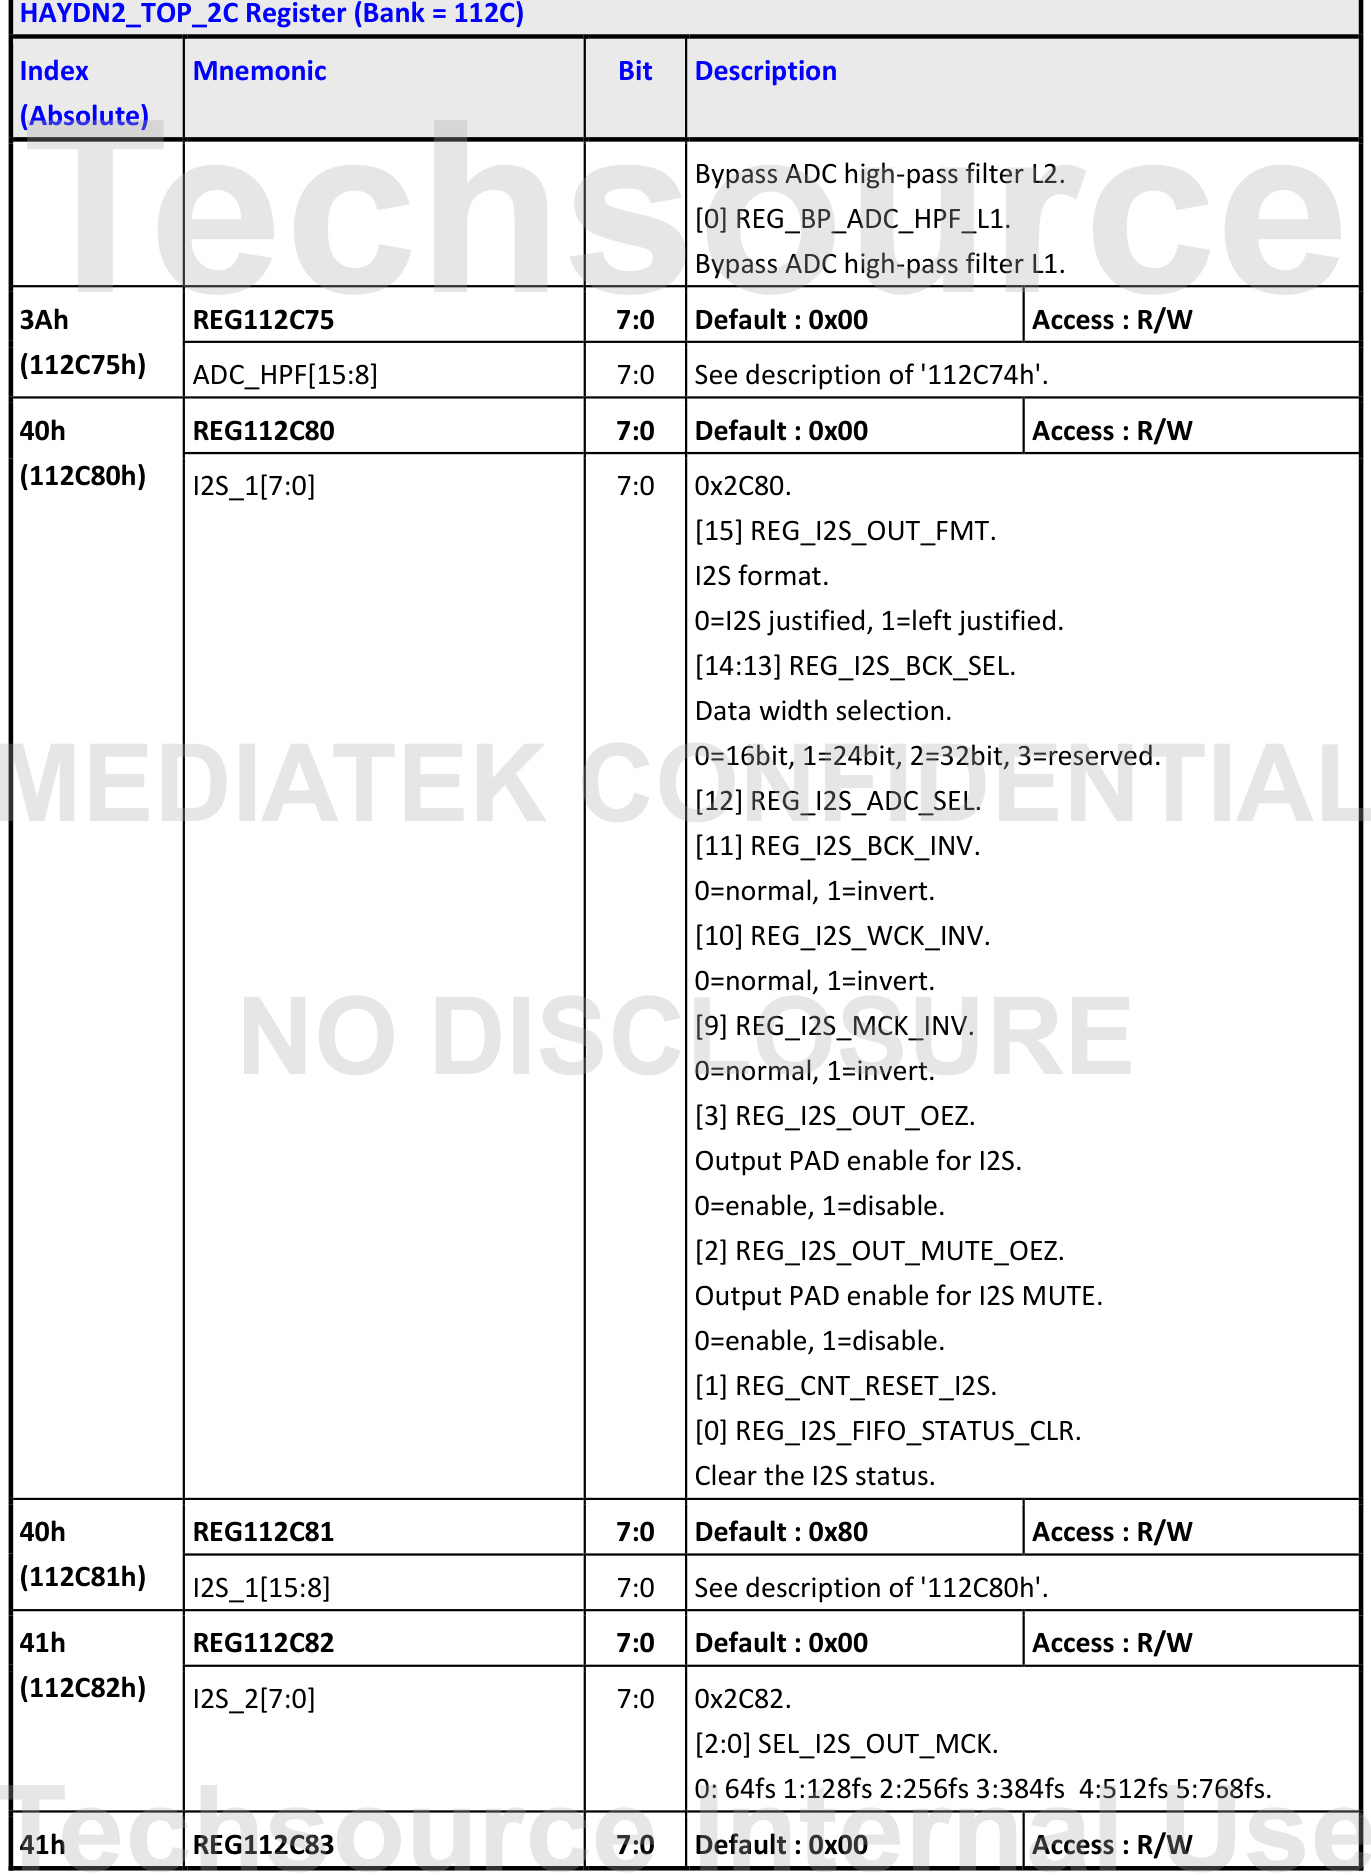 HAYDN2_TOP_2C Register (Bank = 112C)
Index (Absolute) Mnemonic Bit Description
Bypass ADC high-pass filter L2.
[0] REG_BP_ADC_HPF_L1.
Bypass ADC high-pass filter L1.
Techsource
3Ah (112C75h) REG112C75 7:0 Default : 0x00 Access : R/W
ADC_HPF[15:8] 7:0 See description of '112C74h'.
40h (112C80h) REG112C80 7:0 Default : 0x00 Access : R/W
I2S_1[7:0] 7:0 0x2C80.
[15] REG_I2S_OUT_FMT.
I2S format.
0=I2S justified, 1=left justified.
[14:13] REG_I2S_BCK_SEL.
Data width selection.
0=16bit, 1=24bit, 2=32bit, 3=reserved.
MEDIATEK CONFIDENTIAL
[12] REG_I2S_ADC_SEL.
[11] REG_I2S_BCK_INV.
0=normal, 1=invert.
[10] REG_I2S_WCK_INV.
0=normal, 1=invert.
[9] REG_I2S_MCK_INV.
NO DISCLOSURE
0=normal, 1=invert.
[3] REG_I2S_OUT_OEZ.
Output PAD enable for I2S.
0=enable, 1=disable.
[2] REG_I2S_OUT_MUTE_OEZ.
Output PAD enable for I2S MUTE.
0=enable, 1=disable.
[1] REG_CNT_RESET_I2S.
[0] REG_I2S_FIFO_STATUS_CLR.
Clear the I2S status.
40h (112C81h) REG112C81 7:0 Default : 0x80 Access : R/W
I2S_1[15:8] 7:0 See description of '112C80h'.
41h (112C82h) REG112C82 7:0 Default : 0x00 Access : R/W
I2S_2[7:0] 7:0 0x2C82.
[2:0] SEL_I2S_OUT_MCK.
0: 64fs 1:128fs 2:256fs 3:384fs 4:512fs 5:768fs.
41h REG112C83 7:0 Default : 0x00 Access : R/W
Techsource Internal Use